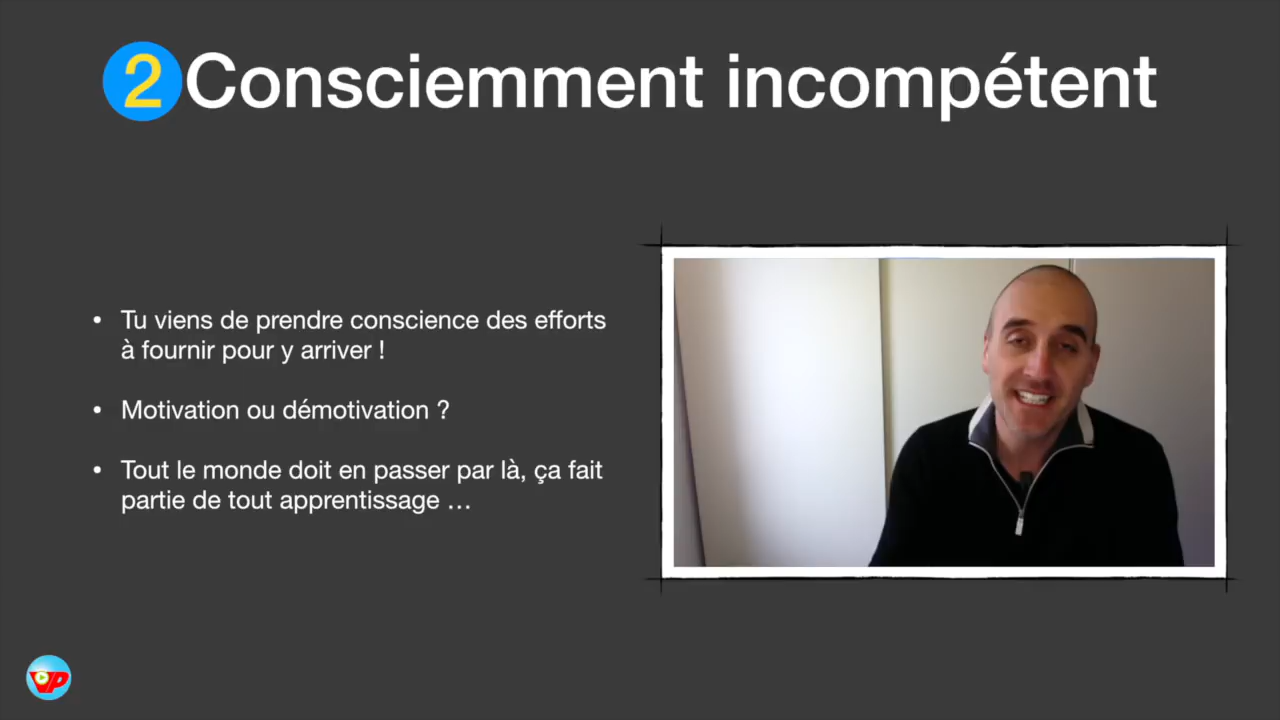 2 Consciemment incompétent
• Tu viens de prendre conscience des efforts
à fournir pour y arriver !
• Motivation ou démotivation ?
• Tout le monde doit en passer par là, ça fait
partie de tout apprentissage …
VP